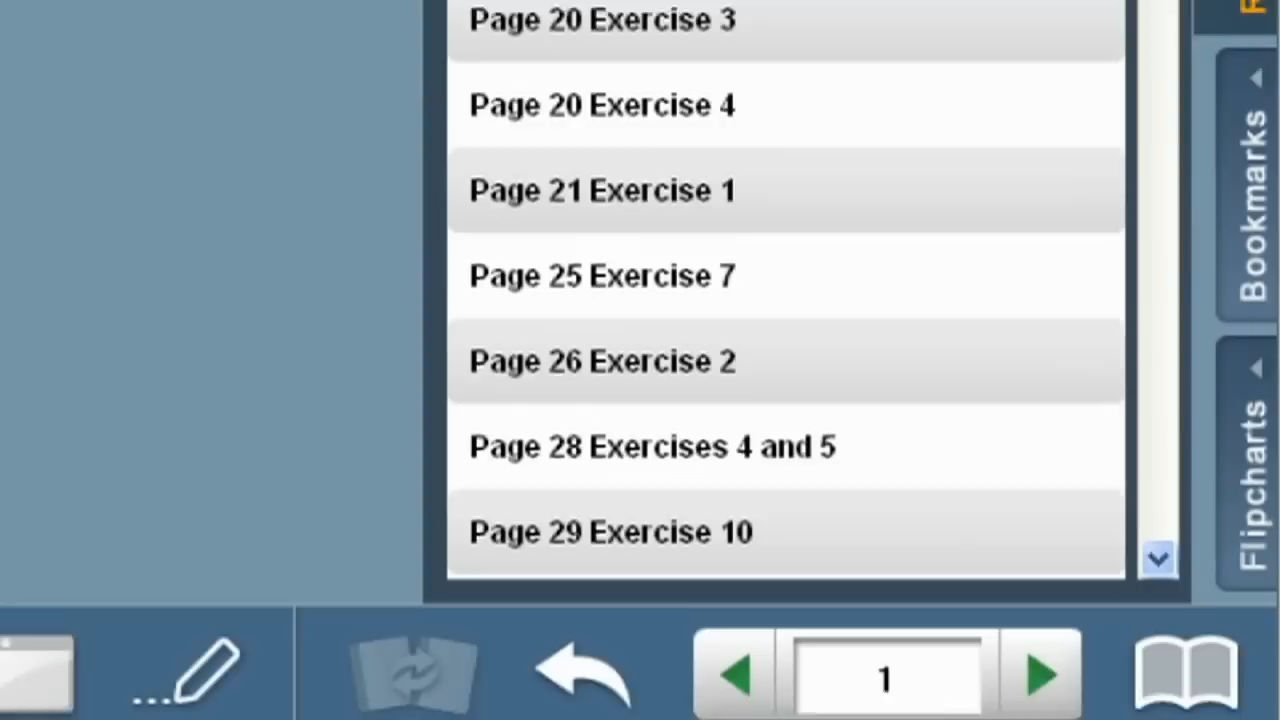 Page 20 Exercise 3
Page 20 Exercise 4
Page 21 Exercise 1
Page 25 Exercise 7
Page 26 Exercise 2
Page 28 Exercises 4 and 5
Page 29 Exercise 10
Bookmarks
Flipcharts
1